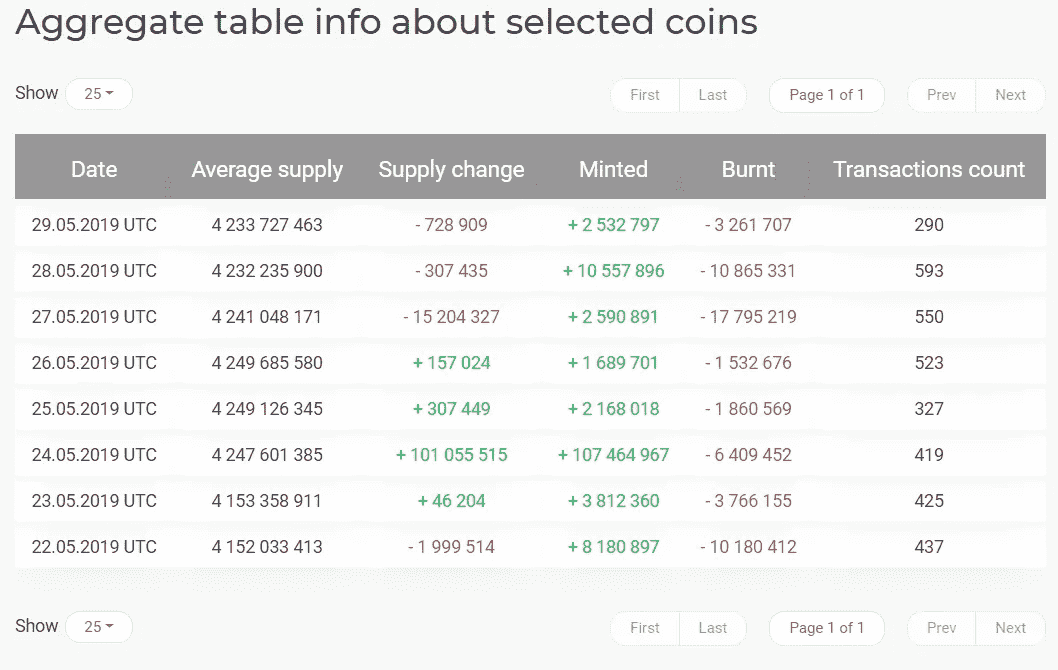 Aggregate table info about selected coins
Show 25 First Last Page 1 of 1 Prev Next
Date Average supply Supply change Minted Burnt Transactions count
29.05.2019 UTC 4 233 727 463 - 728 909 + 2 532 797 - 3 261 707 290
28.05.2019 UTC 4 232 235 900 - 307 435 + 10 557 896 - 10 865 331 593
27.05.2019 UTC 4 241 048 171 - 15 204 327 + 2 590 891 - 17 795 219 550
26.05.2019 UTC 4 249 685 580 + 157 024 + 1 689 701 - 1 532 676 523
25.05.2019 UTC 4 249 126 345 + 307 449 + 2 168 018 - 1 860 569 327
24.05.2019 UTC 4 247 601 385 + 101 055 515 + 107 464 967 - 6 409 452 419
23.05.2019 UTC 4 153 358 911 + 46 204 + 3 812 360 - 3 766 155 425
22.05.2019 UTC 4 152 033 413 - 1 999 514 + 8 180 897 - 10 180 412 437
Show 25 First Last Page 1 of 1 Prev Next